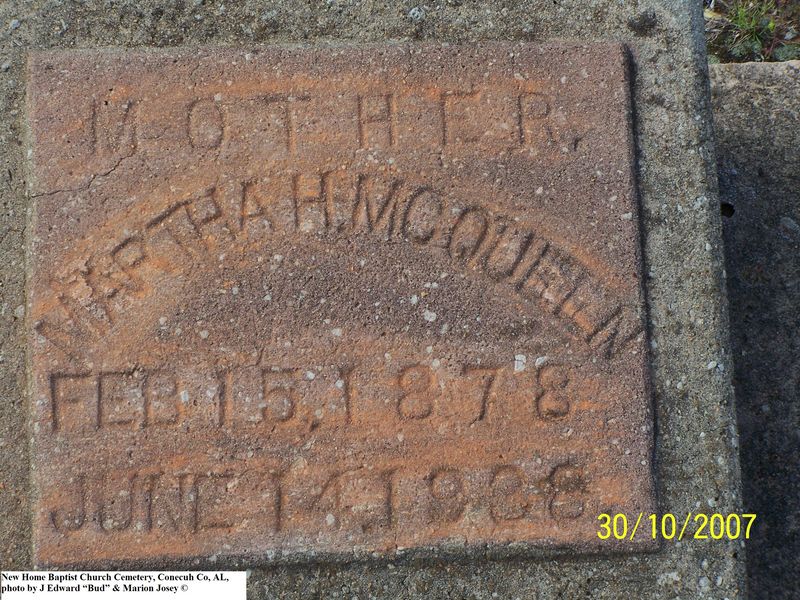 MOTHER,
MARTHA H. MCQUEEN
FEB 15, 1878
JUNE 14,
30/10/2007
New Home Baptist Church Cemetery, Conecuh Co, AL,
photo by J Edward “Bud” & Marion Josey ©